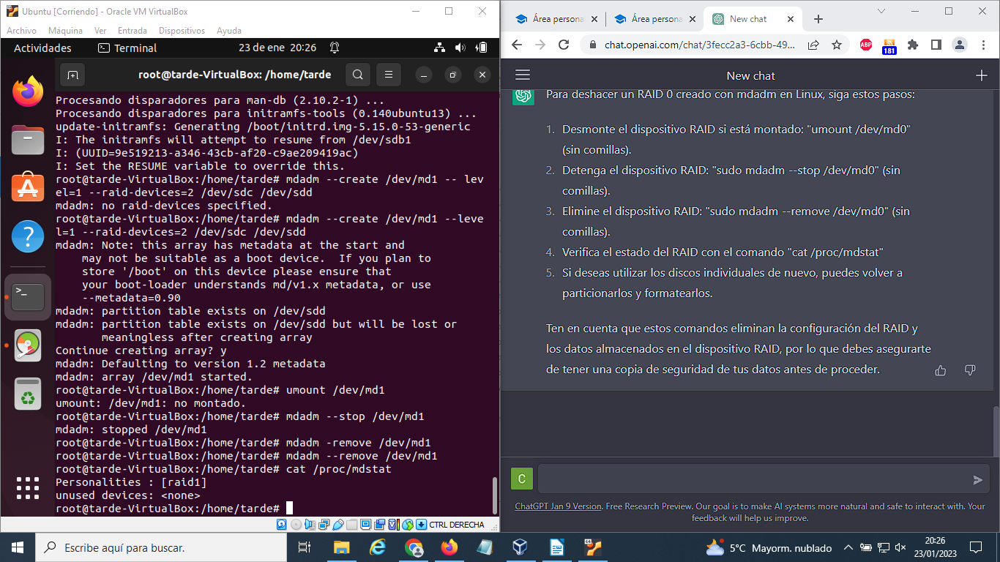 Ubuntu [Corriendo] - Oracle VM VirtualBox
Archivo Máquina Ver Entrada Dispositivos Ayuda
Actividades Terminal 23 de ene 20:26
root@tarde-VirtualBox: /home/tarde
Procesando disparadores para man-db (2.10.2-1) ...
Procesando disparadores para initramfs-tools (0.140ubuntu13) ...
update-initramfs: Generating /boot/initrd.img-5.15.0-53-generic
I: The initramfs will attempt to resume from /dev/sdb1
I: (UUID=9e519213-a346-43cb-af20-c9ae209419ac)
I: Set the RESUME variable to override this.
root@tarde-VirtualBox:/home/tarde# mdadm --create /dev/md1 -- lev
el=1 --raid-devices=2 /dev/sdc /dev/sdd
mdadm: no raid-devices specified.
root@tarde-VirtualBox:/home/tarde# mdadm --create /dev/md1 --leve
l=1 --raid-devices=2 /dev/sdc /dev/sdd
mdadm: Note: this array has metadata at the start and
may not be suitable as a boot device.  If you plan to
store '/boot' on this device please ensure that
your boot-loader understands md/v1.x metadata, or use
--metadata=0.90
mdadm: partition table exists on /dev/sdd
mdadm: partition table exists on /dev/sdd but will be lost or
meaningless after creating array
Continue creating array? y
mdadm: Defaulting to version 1.2 metadata
mdadm: array /dev/md1 started.
root@tarde-VirtualBox:/home/tarde# umount /dev/md1
umount: /dev/md1: no montado.
root@tarde-VirtualBox:/home/tarde# mdadm --stop /dev/md1
mdadm: stopped /dev/md1
root@tarde-VirtualBox:/home/tarde# mdadm -remove /dev/md1
root@tarde-VirtualBox:/home/tarde# mdadm --remove /dev/md1
root@tarde-VirtualBox:/home/tarde# cat /proc/mdstat
Personalities : [raid1]
unused devices: <none>
root@tarde-VirtualBox:/home/tarde#
CTRL DERECHA
Área persona Área persona New chat
chat.openai.com/chat/3fecc2a3-6cbb-49...
ABP
181
New chat
Para deshacer un RAID 0 creado con mdadm en Linux, siga estos pasos:
1. Desmonte el dispositivo RAID si está montado: "umount /dev/md0"
(sin comillas).
2. Detenga el dispositivo RAID: "sudo mdadm --stop /dev/md0" (sin
comillas).
3. Elimine el dispositivo RAID: "sudo mdadm --remove /dev/md0" (sin
comillas).
4. Verifica el estado del RAID con el comando "cat /proc/mdstat"
5. Si deseas utilizar los discos individuales de nuevo, puedes volver a
particionarlos y formatearlos.
Ten en cuenta que estos comandos eliminan la configuración del RAID y
los datos almacenados en el dispositivo RAID, por lo que debes asegurarte
de tener una copia de seguridad de tus datos antes de proceder.
C
ChatGPT Jan 9 Version. Free Research Preview. Our goal is to make AI systems more natural and safe to interact with. Your
feedback will help us improve.
Escribe aquí para buscar.
5°C Mayorm. nublado
20:26
23/01/2023